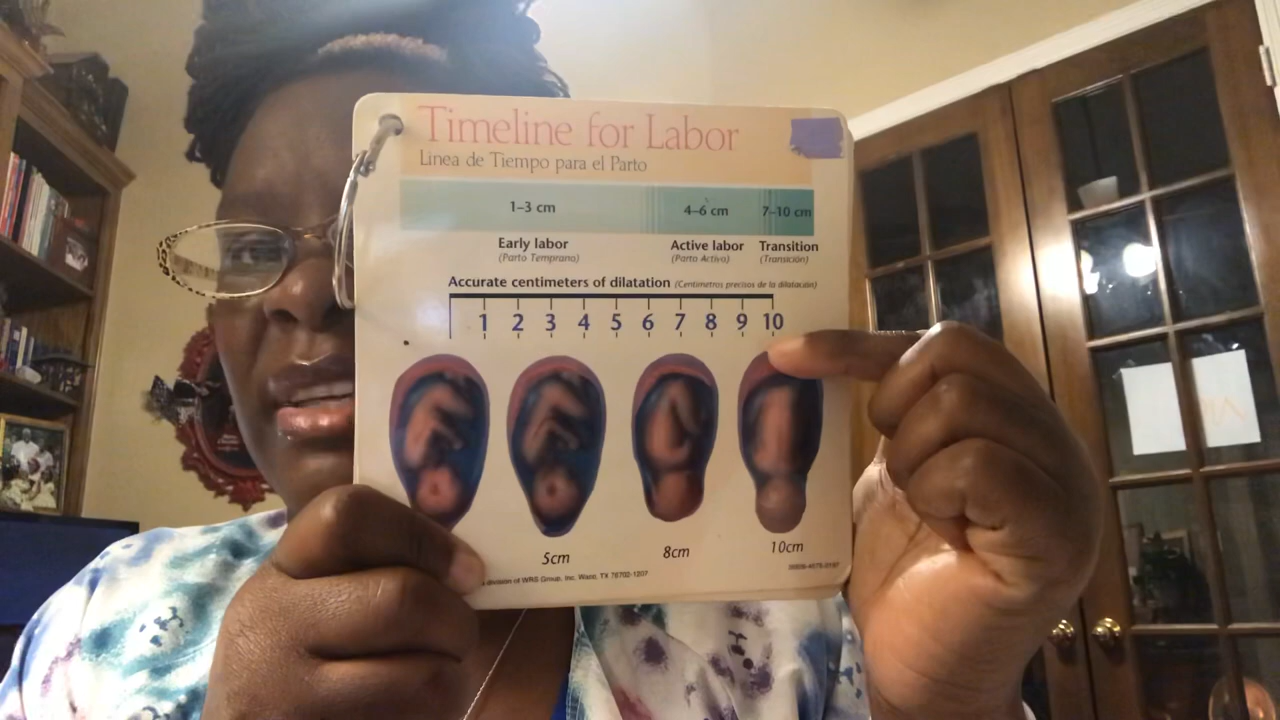 Timeline for Labor
Línea de Tiempo para el Parto
1–3 cm 4–6 cm 7–10 cm
Early labor Active labor Transition
(Parto Temprano) (Parto Activo) (Transición)
Accurate centimeters of dilatation (Centímetros precisos de la dilatación)
1 2 3 4 5 6 7 8 9 10
5cm 8cm 10cm
division of WRS Group, Inc. Waco, TX 76702-1207